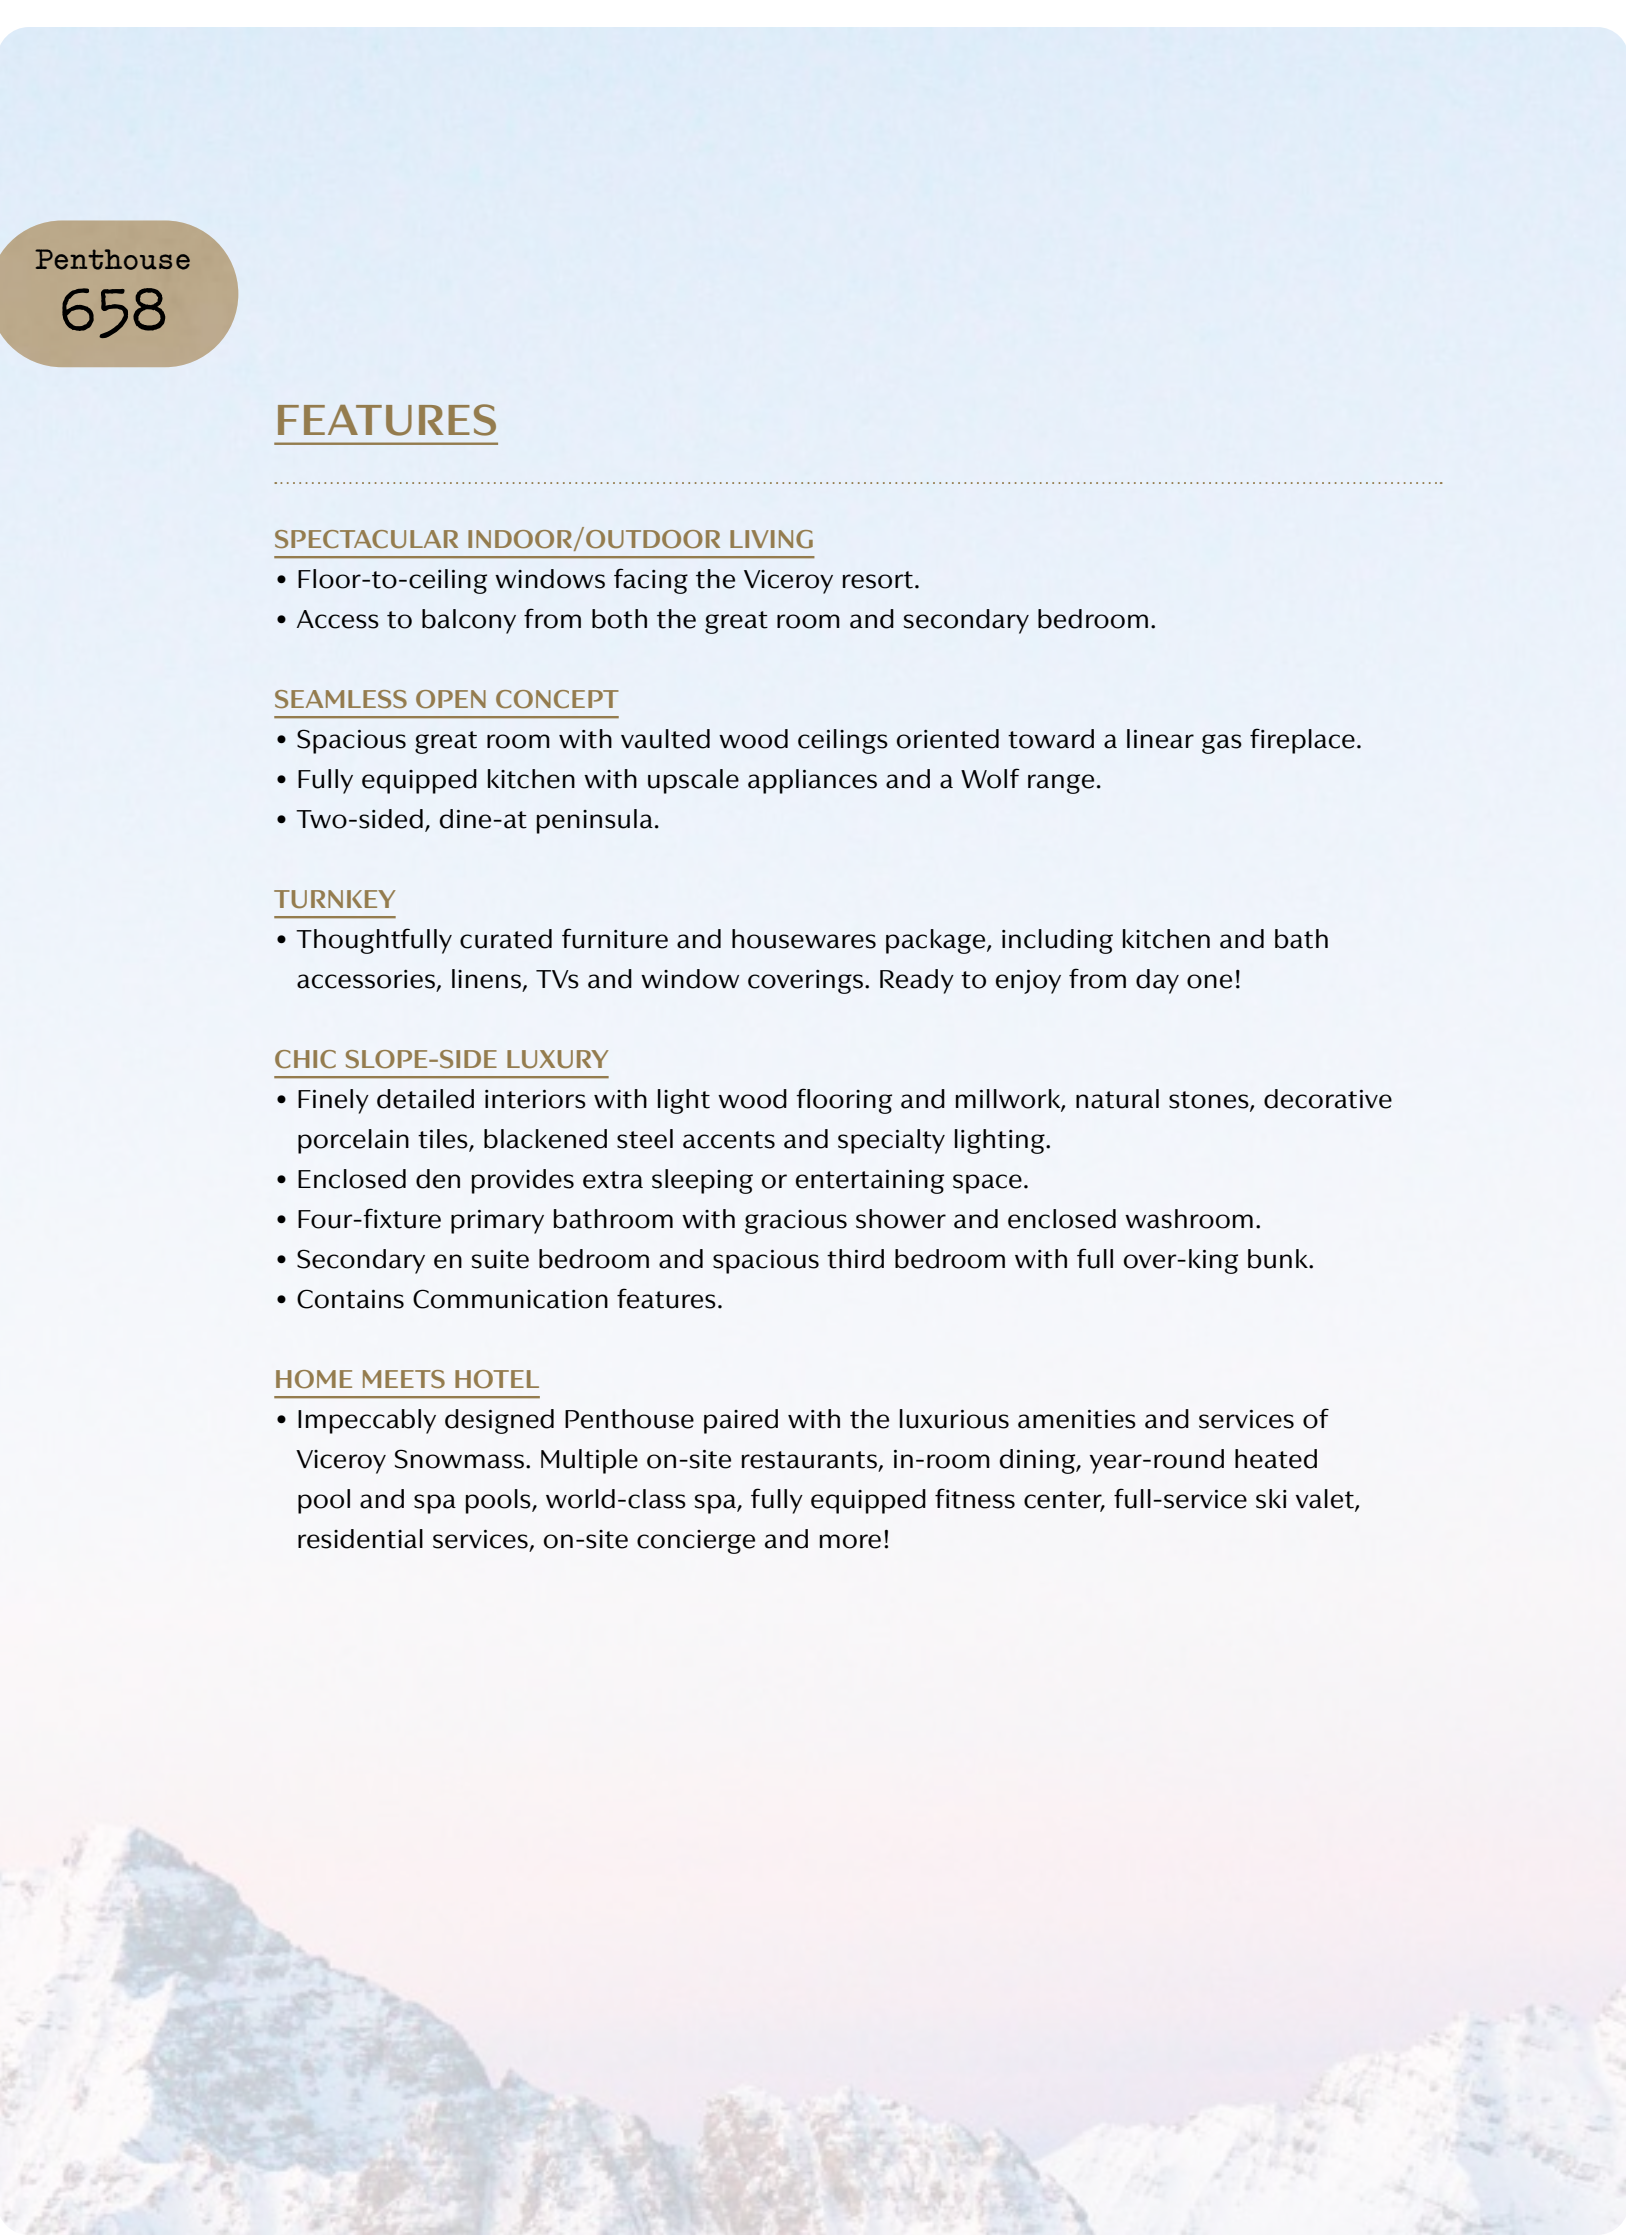 Penthouse
658
FEATURES
SPECTACULAR INDOOR/OUTDOOR LIVING
• Floor-to-ceiling windows facing the Viceroy resort.
• Access to balcony from both the great room and secondary bedroom.
SEAMLESS OPEN CONCEPT
• Spacious great room with vaulted wood ceilings oriented toward a linear gas fireplace.
• Fully equipped kitchen with upscale appliances and a Wolf range.
• Two-sided, dine-at peninsula.
TURNKEY
• Thoughtfully curated furniture and housewares package, including kitchen and bath
accessories, linens, TVs and window coverings. Ready to enjoy from day one!
CHIC SLOPE-SIDE LUXURY
• Finely detailed interiors with light wood flooring and millwork, natural stones, decorative
porcelain tiles, blackened steel accents and specialty lighting.
• Enclosed den provides extra sleeping or entertaining space.
• Four-fixture primary bathroom with gracious shower and enclosed washroom.
• Secondary en suite bedroom and spacious third bedroom with full over-king bunk.
• Contains Communication features.
HOME MEETS HOTEL
• Impeccably designed Penthouse paired with the luxurious amenities and services of
Viceroy Snowmass. Multiple on-site restaurants, in-room dining, year-round heated
pool and spa pools, world-class spa, fully equipped fitness center, full-service ski valet,
residential services, on-site concierge and more!